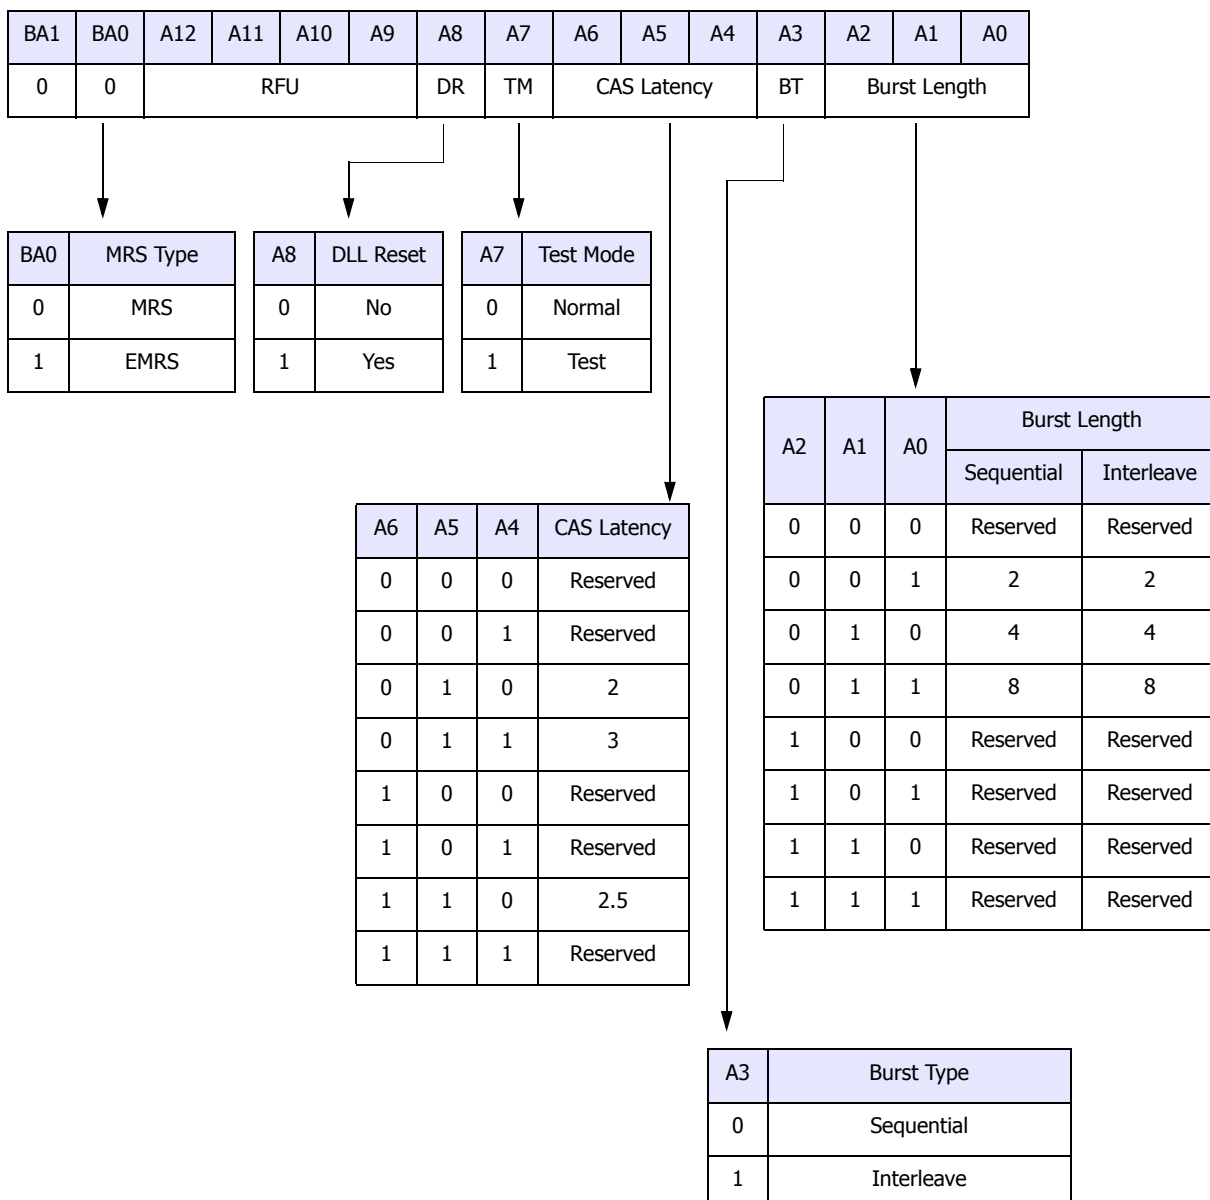 BA1 BA0 A12 A11 A10 A9 A8 A7 A6 A5 A4 A3 A2 A1 A0
0 0 RFU DR TM CAS Latency BT Burst Length
BA0 MRS Type
0 MRS
1 EMRS
A8 DLL Reset
0 No
1 Yes
A7 Test Mode
0 Normal
1 Test
A6 A5 A4 CAS Latency
0 0 0 Reserved
0 0 1 Reserved
0 1 0 2
0 1 1 3
1 0 0 Reserved
1 0 1 Reserved
1 1 0 2.5
1 1 1 Reserved
A2 A1 A0 Burst Length
Sequential Interleave
0 0 0 Reserved Reserved
0 0 1 2 2
0 1 0 4 4
0 1 1 8 8
1 0 0 Reserved Reserved
1 0 1 Reserved Reserved
1 1 0 Reserved Reserved
1 1 1 Reserved Reserved
A3 Burst Type
0 Sequential
1 Interleave